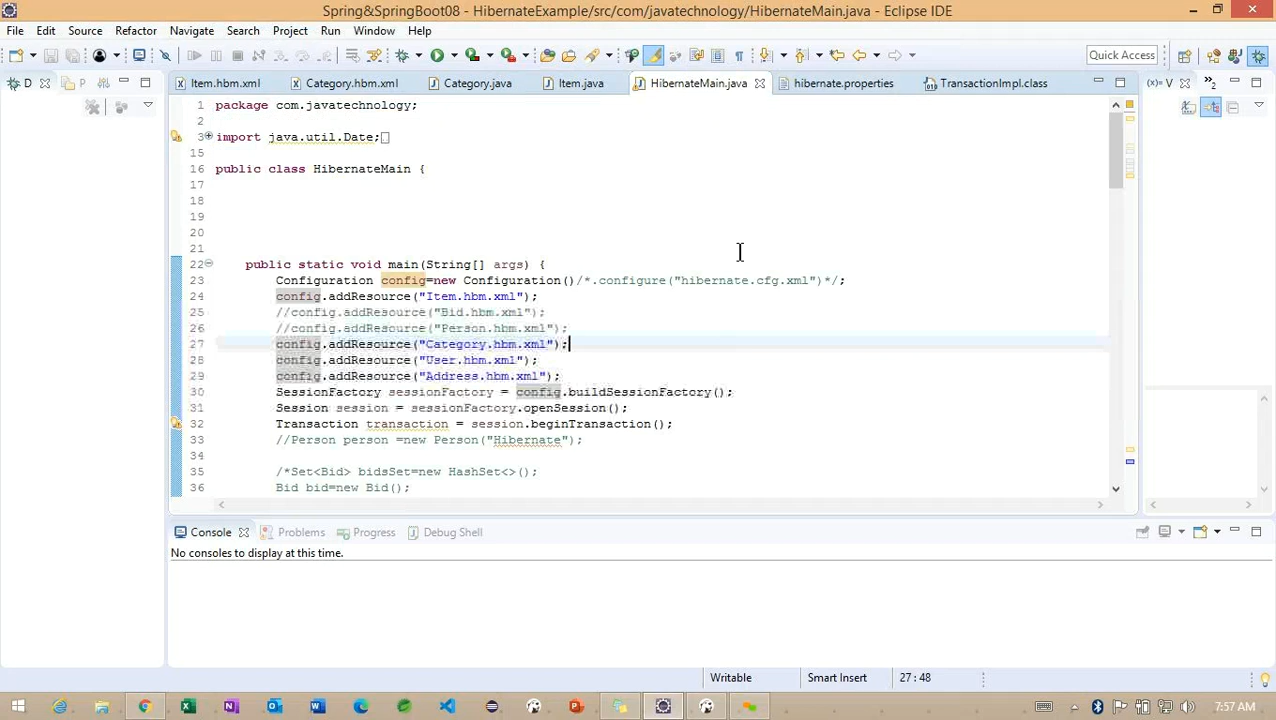 Spring&SpringBoot08 - HibernateExample/src/com/javatechnology/HibernateMain.java - Eclipse IDE
File Edit Source Refactor Navigate Search Project Run Window Help
Quick Access
D P Item.hbm.xml Category.hbm.xml Category.java Item.java HibernateMain.java hibernate.properties TransactionImpl.class (x)= V
1 package com.javatechnology;
2
3 import java.util.Date;
15
16 public class HibernateMain {
17
18
19
20
21
22 public static void main(String[] args) {
23 Configuration config=new Configuration()/*.configure("hibernate.cfg.xml")*/;
24 config.addResource("Item.hbm.xml");
25 //config.addResource("Bid.hbm.xml");
26 //config.addResource("Person.hbm.xml");
27 config.addResource("Category.hbm.xml");
28 config.addResource("User.hbm.xml");
29 config.addResource("Address.hbm.xml");
30 SessionFactory sessionFactory = config.buildSessionFactory();
31 Session session = sessionFactory.openSession();
32 Transaction transaction = session.beginTransaction();
33 //Person person =new Person("Hibernate");
34
35 /*Set<Bid> bidsSet=new HashSet<>();
36 Bid bid=new Bid();
Console Problems Progress Debug Shell
No consoles to display at this time.
Writable Smart Insert 27 : 48
7:57 AM